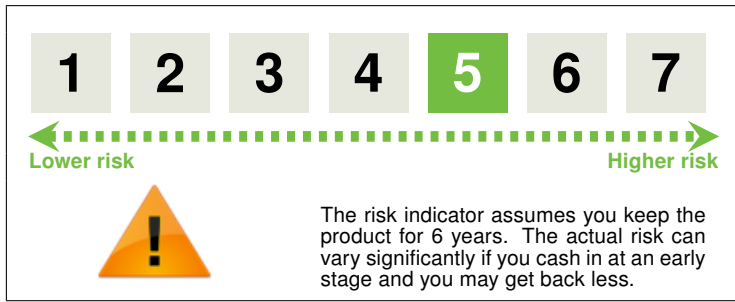 1 2 3 4 5 6 7
Lower risk Higher risk
!
The risk indicator assumes you keep the
product for 6 years. The actual risk can
vary significantly if you cash in at an early
stage and you may get back less.